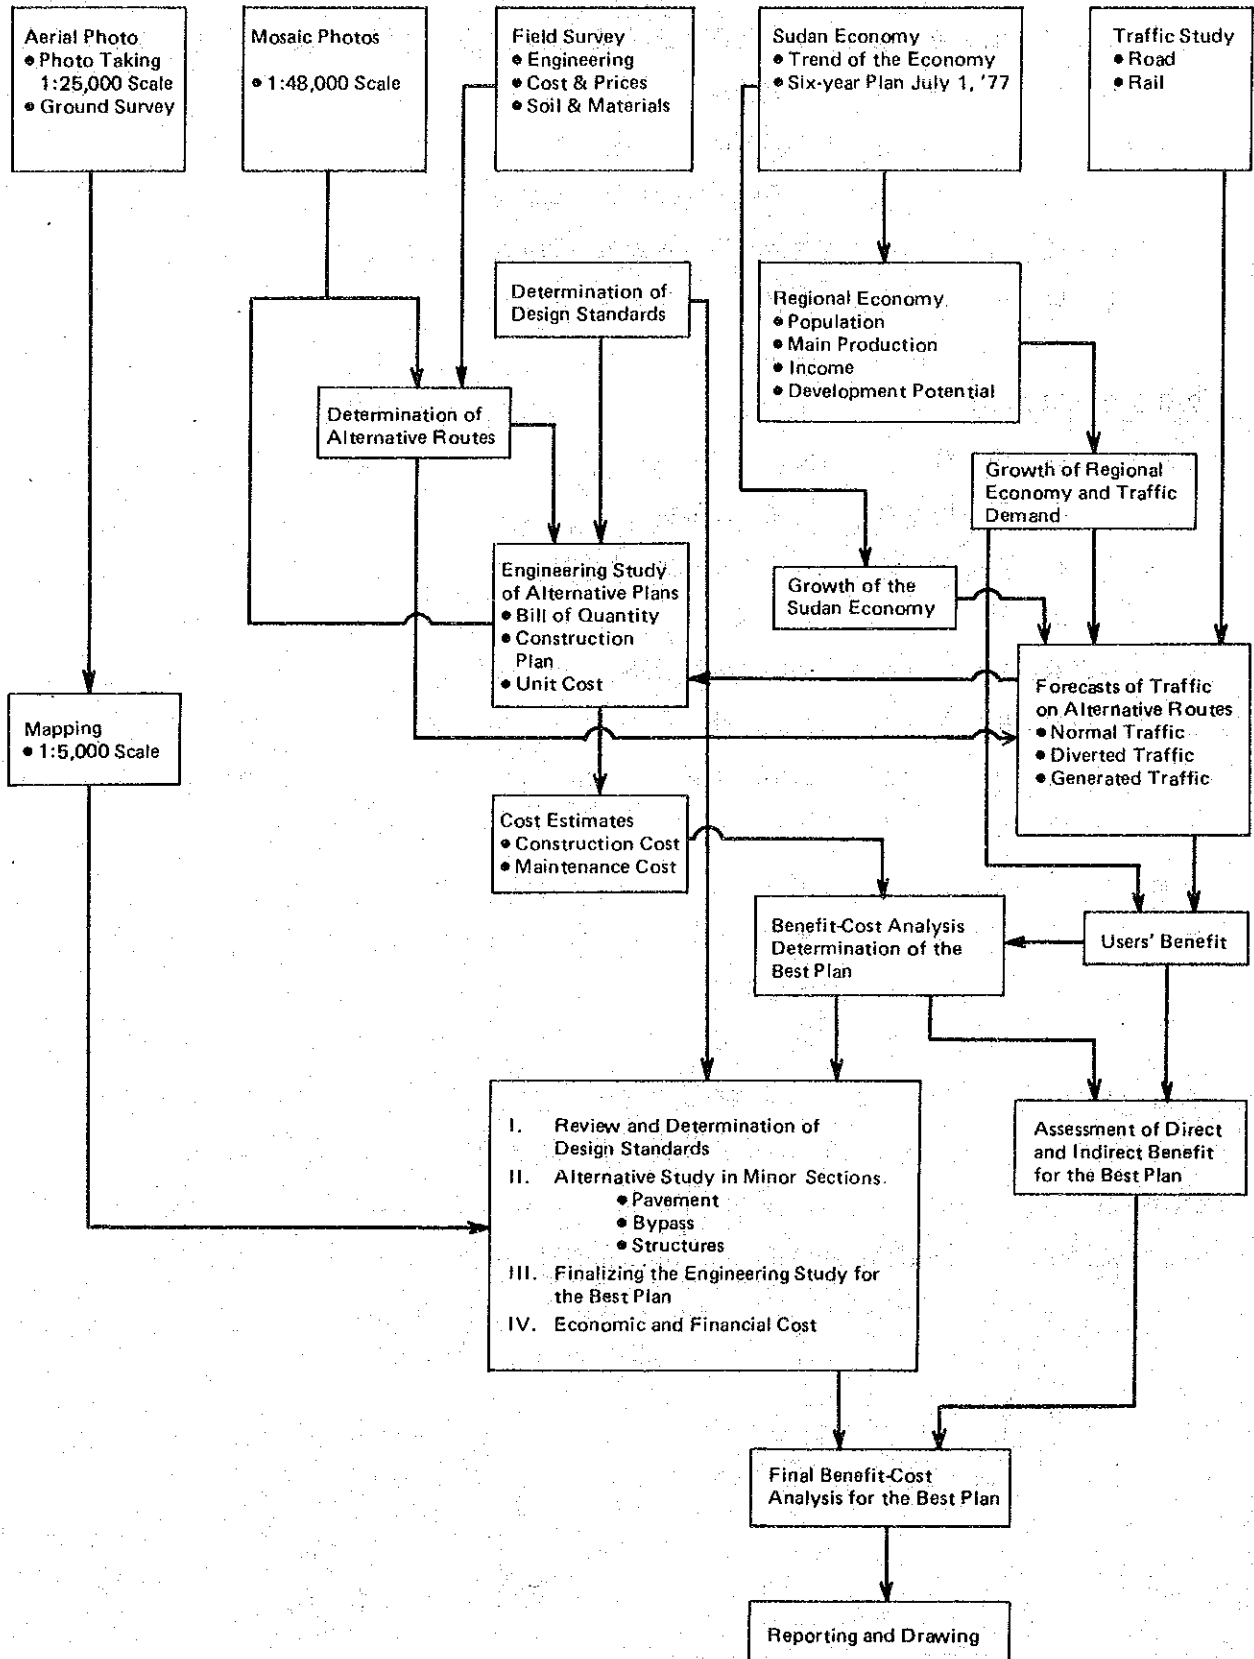 Aerial Photo
● Photo Taking
1:25,000 Scale
● Ground Survey
Mosaic Photos
● 1:48,000 Scale
Field Survey
● Engineering
● Cost & Prices
● Soil & Materials
Sudan Economy
● Trend of the Economy
● Six-year Plan July 1, '77
Traffic Study
● Road
● Rail
Determination of
Design Standards
Regional Economy
● Population
● Main Production
● Income
● Development Potential
Determination of
Alternative Routes
Growth of Regional
Economy and Traffic
Demand
Engineering Study
of Alternative Plans
● Bill of Quantity
● Construction
Plan
● Unit Cost
Growth of the
Sudan Economy
Forecasts of Traffic
on Alternative Routes
● Normal Traffic
● Diverted Traffic
● Generated Traffic
Mapping
● 1:5,000 Scale
Cost Estimates
● Construction Cost
● Maintenance Cost
Benefit-Cost Analysis
Determination of the
Best Plan
Users' Benefit
I. Review and Determination of
Design Standards
II. Alternative Study in Minor Sections.
● Pavement
● Bypass
● Structures
III. Finalizing the Engineering Study for
the Best Plan
IV. Economic and Financial Cost
Assessment of Direct
and Indirect Benefit
for the Best Plan
Final Benefit-Cost
Analysis for the Best Plan
Reporting and Drawing